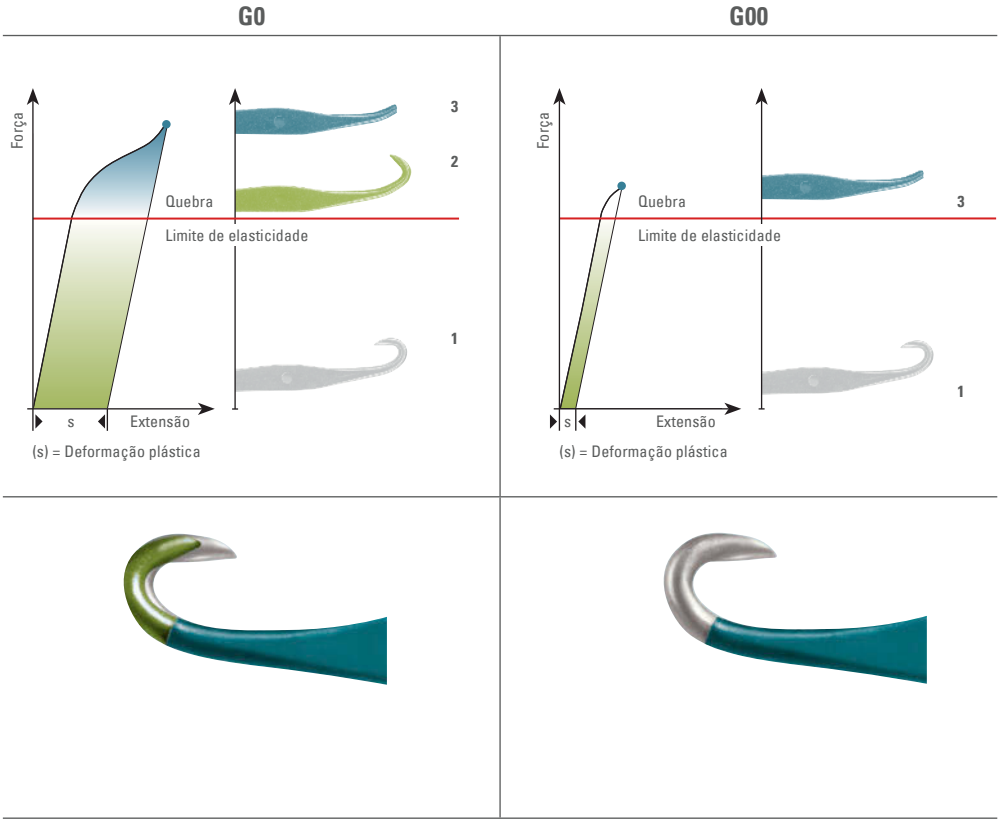 G0
G00
Força
3
2
Quebra
Limite de elasticidade
1
s
Extensão
(s) = Deformação plástica
Força
Quebra
3
Limite de elasticidade
1
s
Extensão
(s) = Deformação plástica